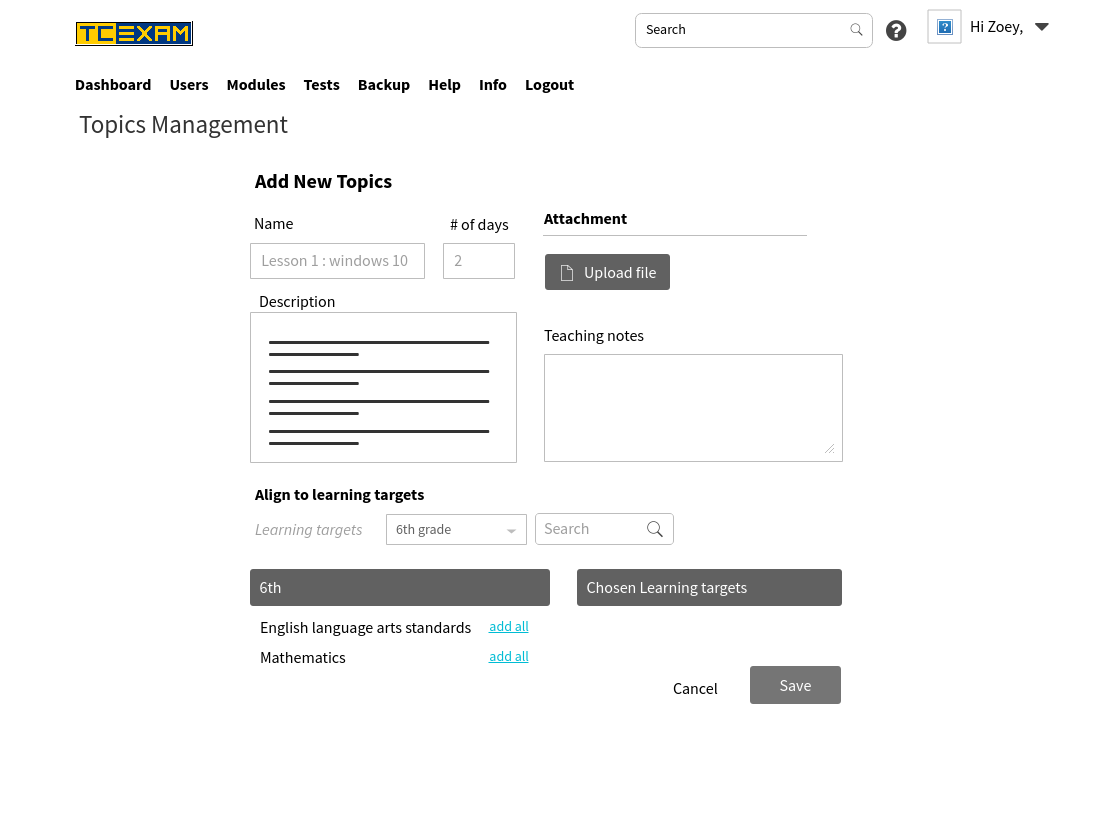 TCEXAM
Search
?
?
Hi Zoey,
Dashboard Users Modules Tests Backup Help Info Logout
Topics Management
Add New Topics
Name
# of days
Attachment
Lesson 1 : windows 10
2
Upload file
Description
Teaching notes
Align to learning targets
Learning targets
6th grade
Search
6th
Chosen Learning targets
English language arts standards add all
Mathematics add all
Cancel
Save